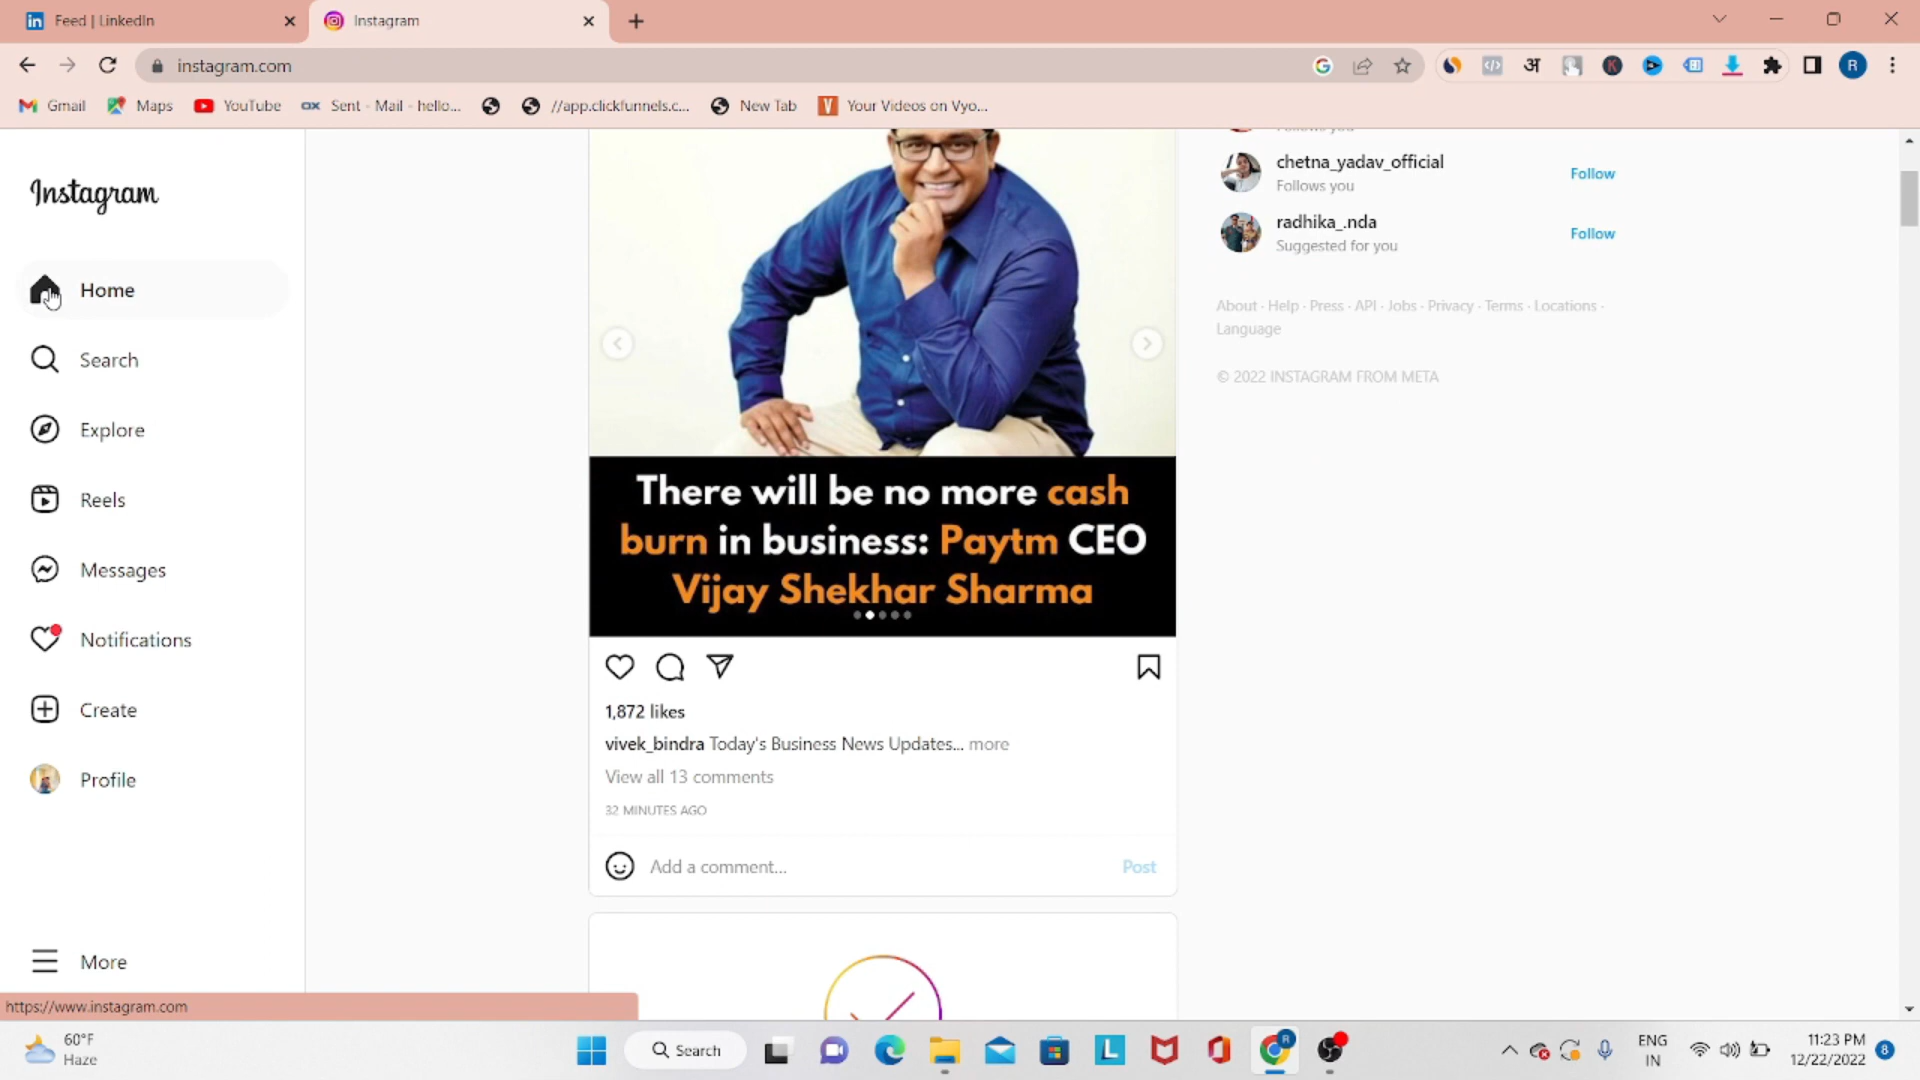 Feed | LinkedIn
Instagram
instagram.com
Gmail
Maps
YouTube
Sent - Mail - hello...
//app.clickfunnels.c...
New Tab
Your Videos on Vyo...
Instagram
Home
Search
Explore
Reels
Messages
Notifications
Create
Profile
More
https://www.instagram.com
There will be no more cash
burn in business: Paytm CEO
Vijay Shekhar Sharma
1,872 likes
vivek_bindra Today's Business News Updates... more
View all 13 comments
32 MINUTES AGO
Add a comment...
Post
Follows you
chetna_yadav_official
Follows you
Follow
radhika_.nda
Suggested for you
Follow
About · Help · Press · API · Jobs · Privacy · Terms · Locations ·
Language
© 2022 INSTAGRAM FROM META
60°F
Haze
Search
ENG
IN
11:23 PM
12/22/2022
8